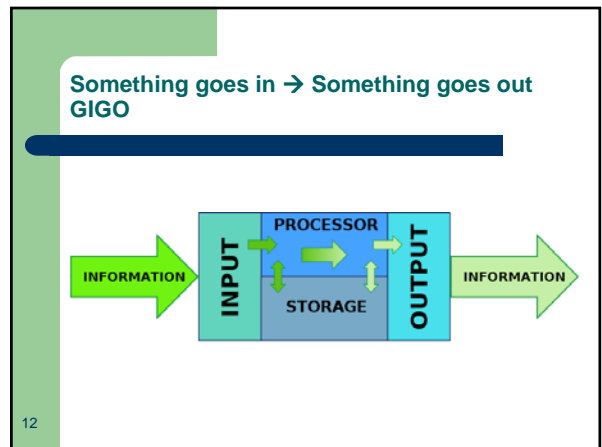 Something goes in → Something goes out
GIGO
INFORMATION
INPUT
PROCESSOR
STORAGE
OUTPUT
INFORMATION
12